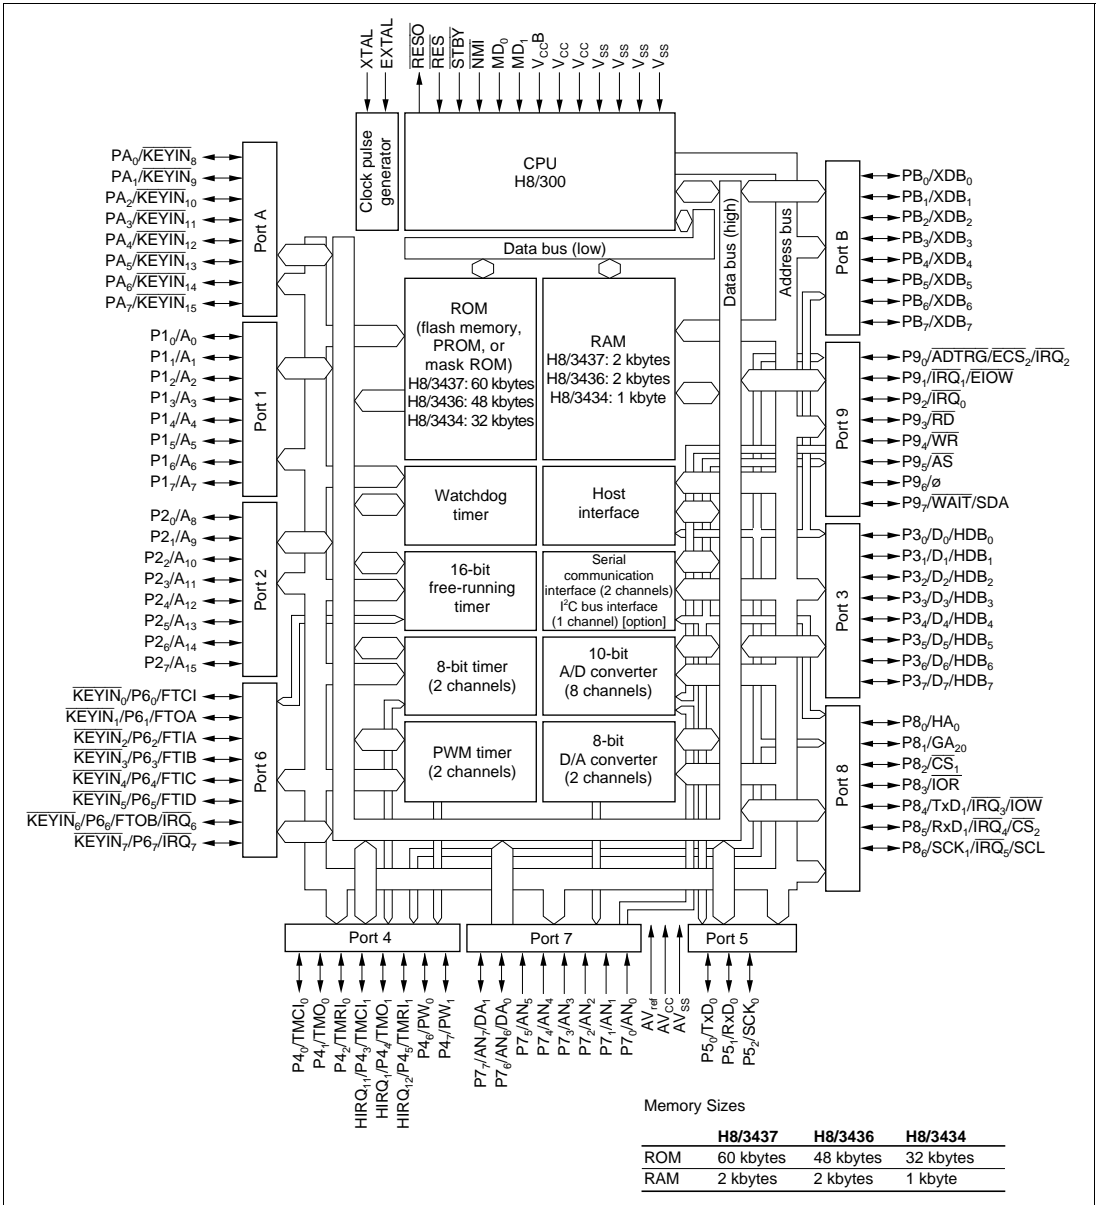 XTAL
EXTAL
RESO
RES
STBY
NMI
MD0
MD1
VCCB
VCC
VCC
VSS
VSS
VSS
VSS
Clock pulse
generator
CPU
H8/300
Data bus (low)
Data bus (high)
Address bus
Port A
PA0/KEYIN8
PA1/KEYIN9
PA2/KEYIN10
PA3/KEYIN11
PA4/KEYIN12
PA5/KEYIN13
PA6/KEYIN14
PA7/KEYIN15
Port 1
P10/A0
P11/A1
P12/A2
P13/A3
P14/A4
P15/A5
P16/A6
P17/A7
Port 2
P20/A8
P21/A9
P22/A10
P23/A11
P24/A12
P25/A13
P26/A14
P27/A15
Port 6
KEYIN0/P60/FTCI
KEYIN1/P61/FTOA
KEYIN2/P62/FTIA
KEYIN3/P63/FTIB
KEYIN4/P64/FTIC
KEYIN5/P65/FTID
KEYIN6/P66/FTOB/IRQ6
KEYIN7/P67/IRQ7
ROM
(flash memory,
PROM, or
mask ROM)
H8/3437: 60 kbytes
H8/3436: 48 kbytes
H8/3434: 32 kbytes
RAM
H8/3437: 2 kbytes
H8/3436: 2 kbytes
H8/3434: 1 kbyte
Watchdog
timer
Host
interface
16-bit
free-running
timer
Serial
communication
interface (2 channels)
I2C bus interface
(1 channel) [option]
8-bit timer
(2 channels)
10-bit
A/D converter
(8 channels)
PWM timer
(2 channels)
8-bit
D/A converter
(2 channels)
Port B
PB0/XDB0
PB1/XDB1
PB2/XDB2
PB3/XDB3
PB4/XDB4
PB5/XDB5
PB6/XDB6
PB7/XDB7
Port 9
P90/ADTRG/ECS2/IRQ2
P91/IRQ1/EIOW
P92/IRQ0
P93/RD
P94/WR
P95/AS
P96/ø
P97/WAIT/SDA
Port 3
P30/D0/HDB0
P31/D1/HDB1
P32/D2/HDB2
P33/D3/HDB3
P34/D4/HDB4
P35/D5/HDB5
P36/D6/HDB6
P37/D7/HDB7
Port 8
P80/HA0
P81/GA20
P82/CS1
P83/IOR
P84/TxD1/IRQ3/IOW
P85/RxD1/IRQ4/CS2
P86/SCK1/IRQ5/SCL
Port 4
P40/TMCI0
P41/TMO0
P42/TMRI0
HIRQ11/P43/TMCI1
HIRQ1/P44/TMO1
HIRQ12/P45/TMRI1
P46/PW0
P47/PW1
Port 7
P77/AN7/DA1
P76/AN6/DA0
P75/AN5
P74/AN4
P73/AN3
P72/AN2
P71/AN1
P70/AN0
AVref
AVCC
AVSS
Port 5
P50/TxD0
P51/RxD0
P52/SCK0
Memory Sizes
H8/3437 H8/3436 H8/3434
ROM 60 kbytes 48 kbytes 32 kbytes
RAM 2 kbytes 2 kbytes 1 kbyte